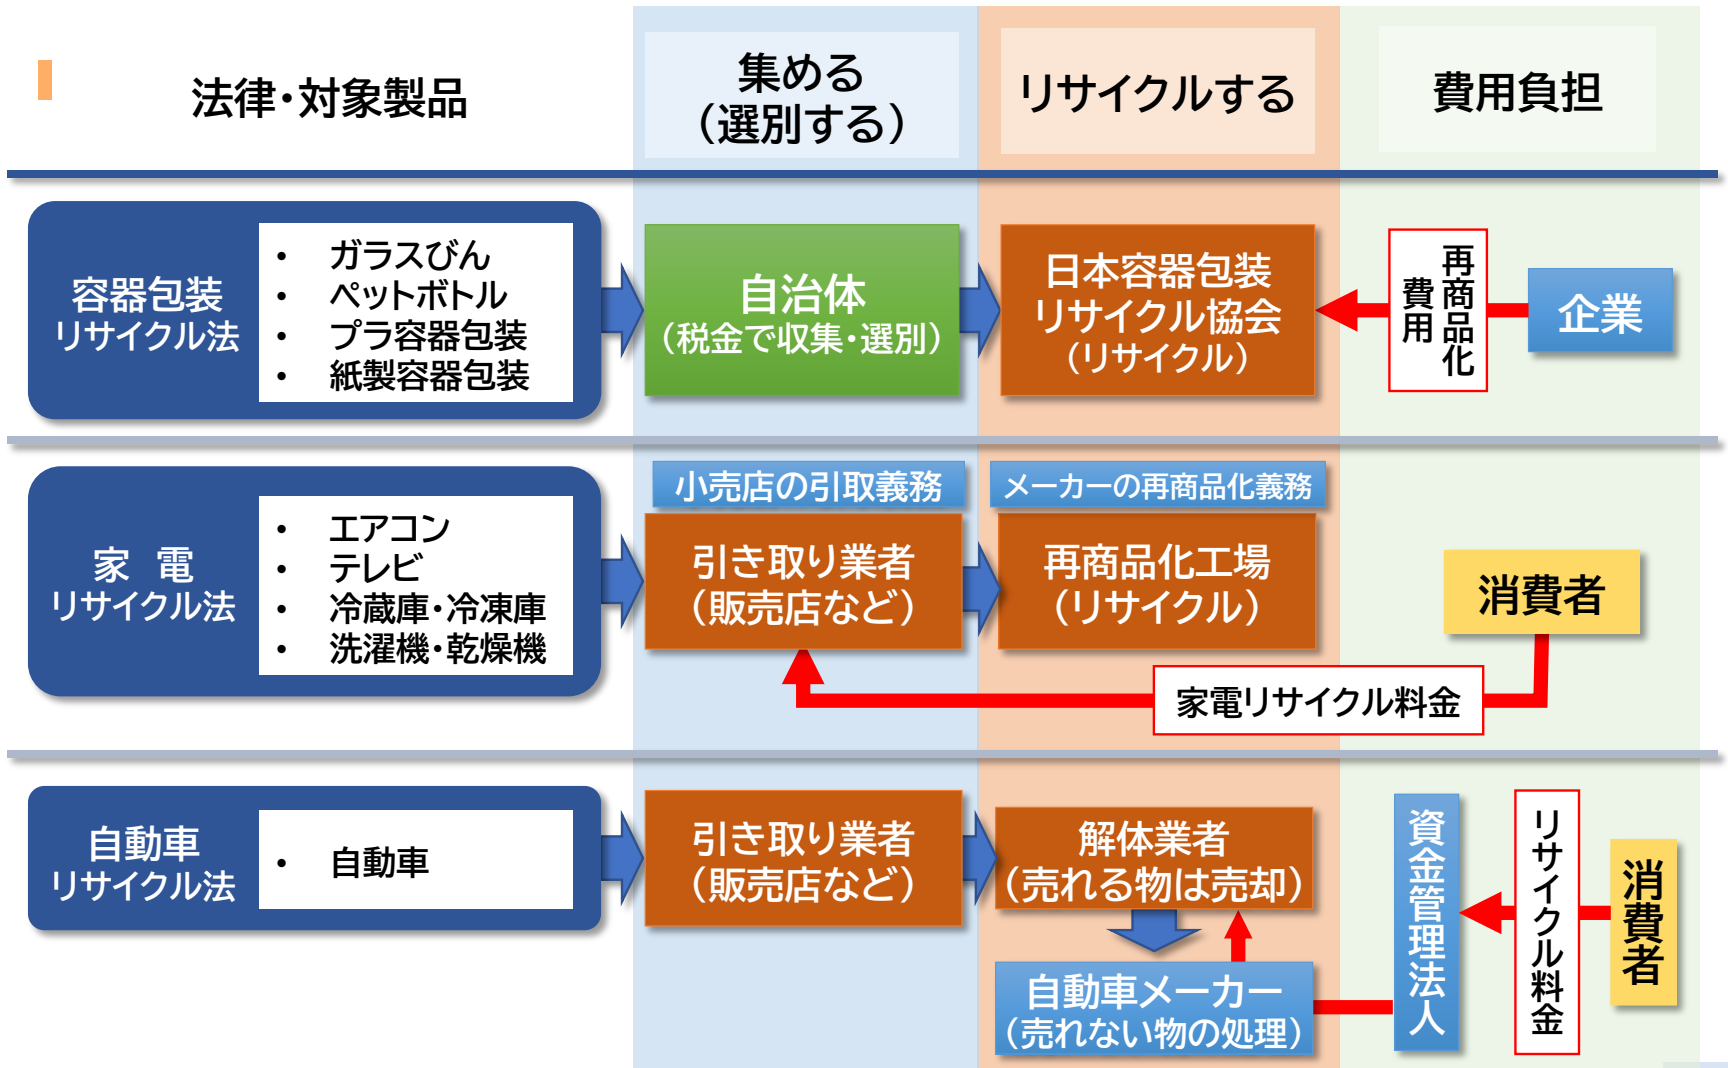 法律・対象製品
集める
（選別する）
リサイクルする
費用負担
容器包装
リサイクル法
• ガラスびん
• ペットボトル
• プラ容器包装
• 紙製容器包装
自治体
（税金で収集・選別）
日本容器包装
リサイクル協会
（リサイクル）
再商品化
費用
企業
家　電
リサイクル法
• エアコン
• テレビ
• 冷蔵庫・冷凍庫
• 洗濯機・乾燥機
小売店の引取義務
引き取り業者
（販売店など）
メーカーの再商品化義務
再商品化工場
（リサイクル）
消費者
家電リサイクル料金
自動車
リサイクル法
• 自動車
引き取り業者
（販売店など）
解体業者
（売れる物は売却）
自動車メーカー
（売れない物の処理）
資金管理法人
リサイクル料金
消費者